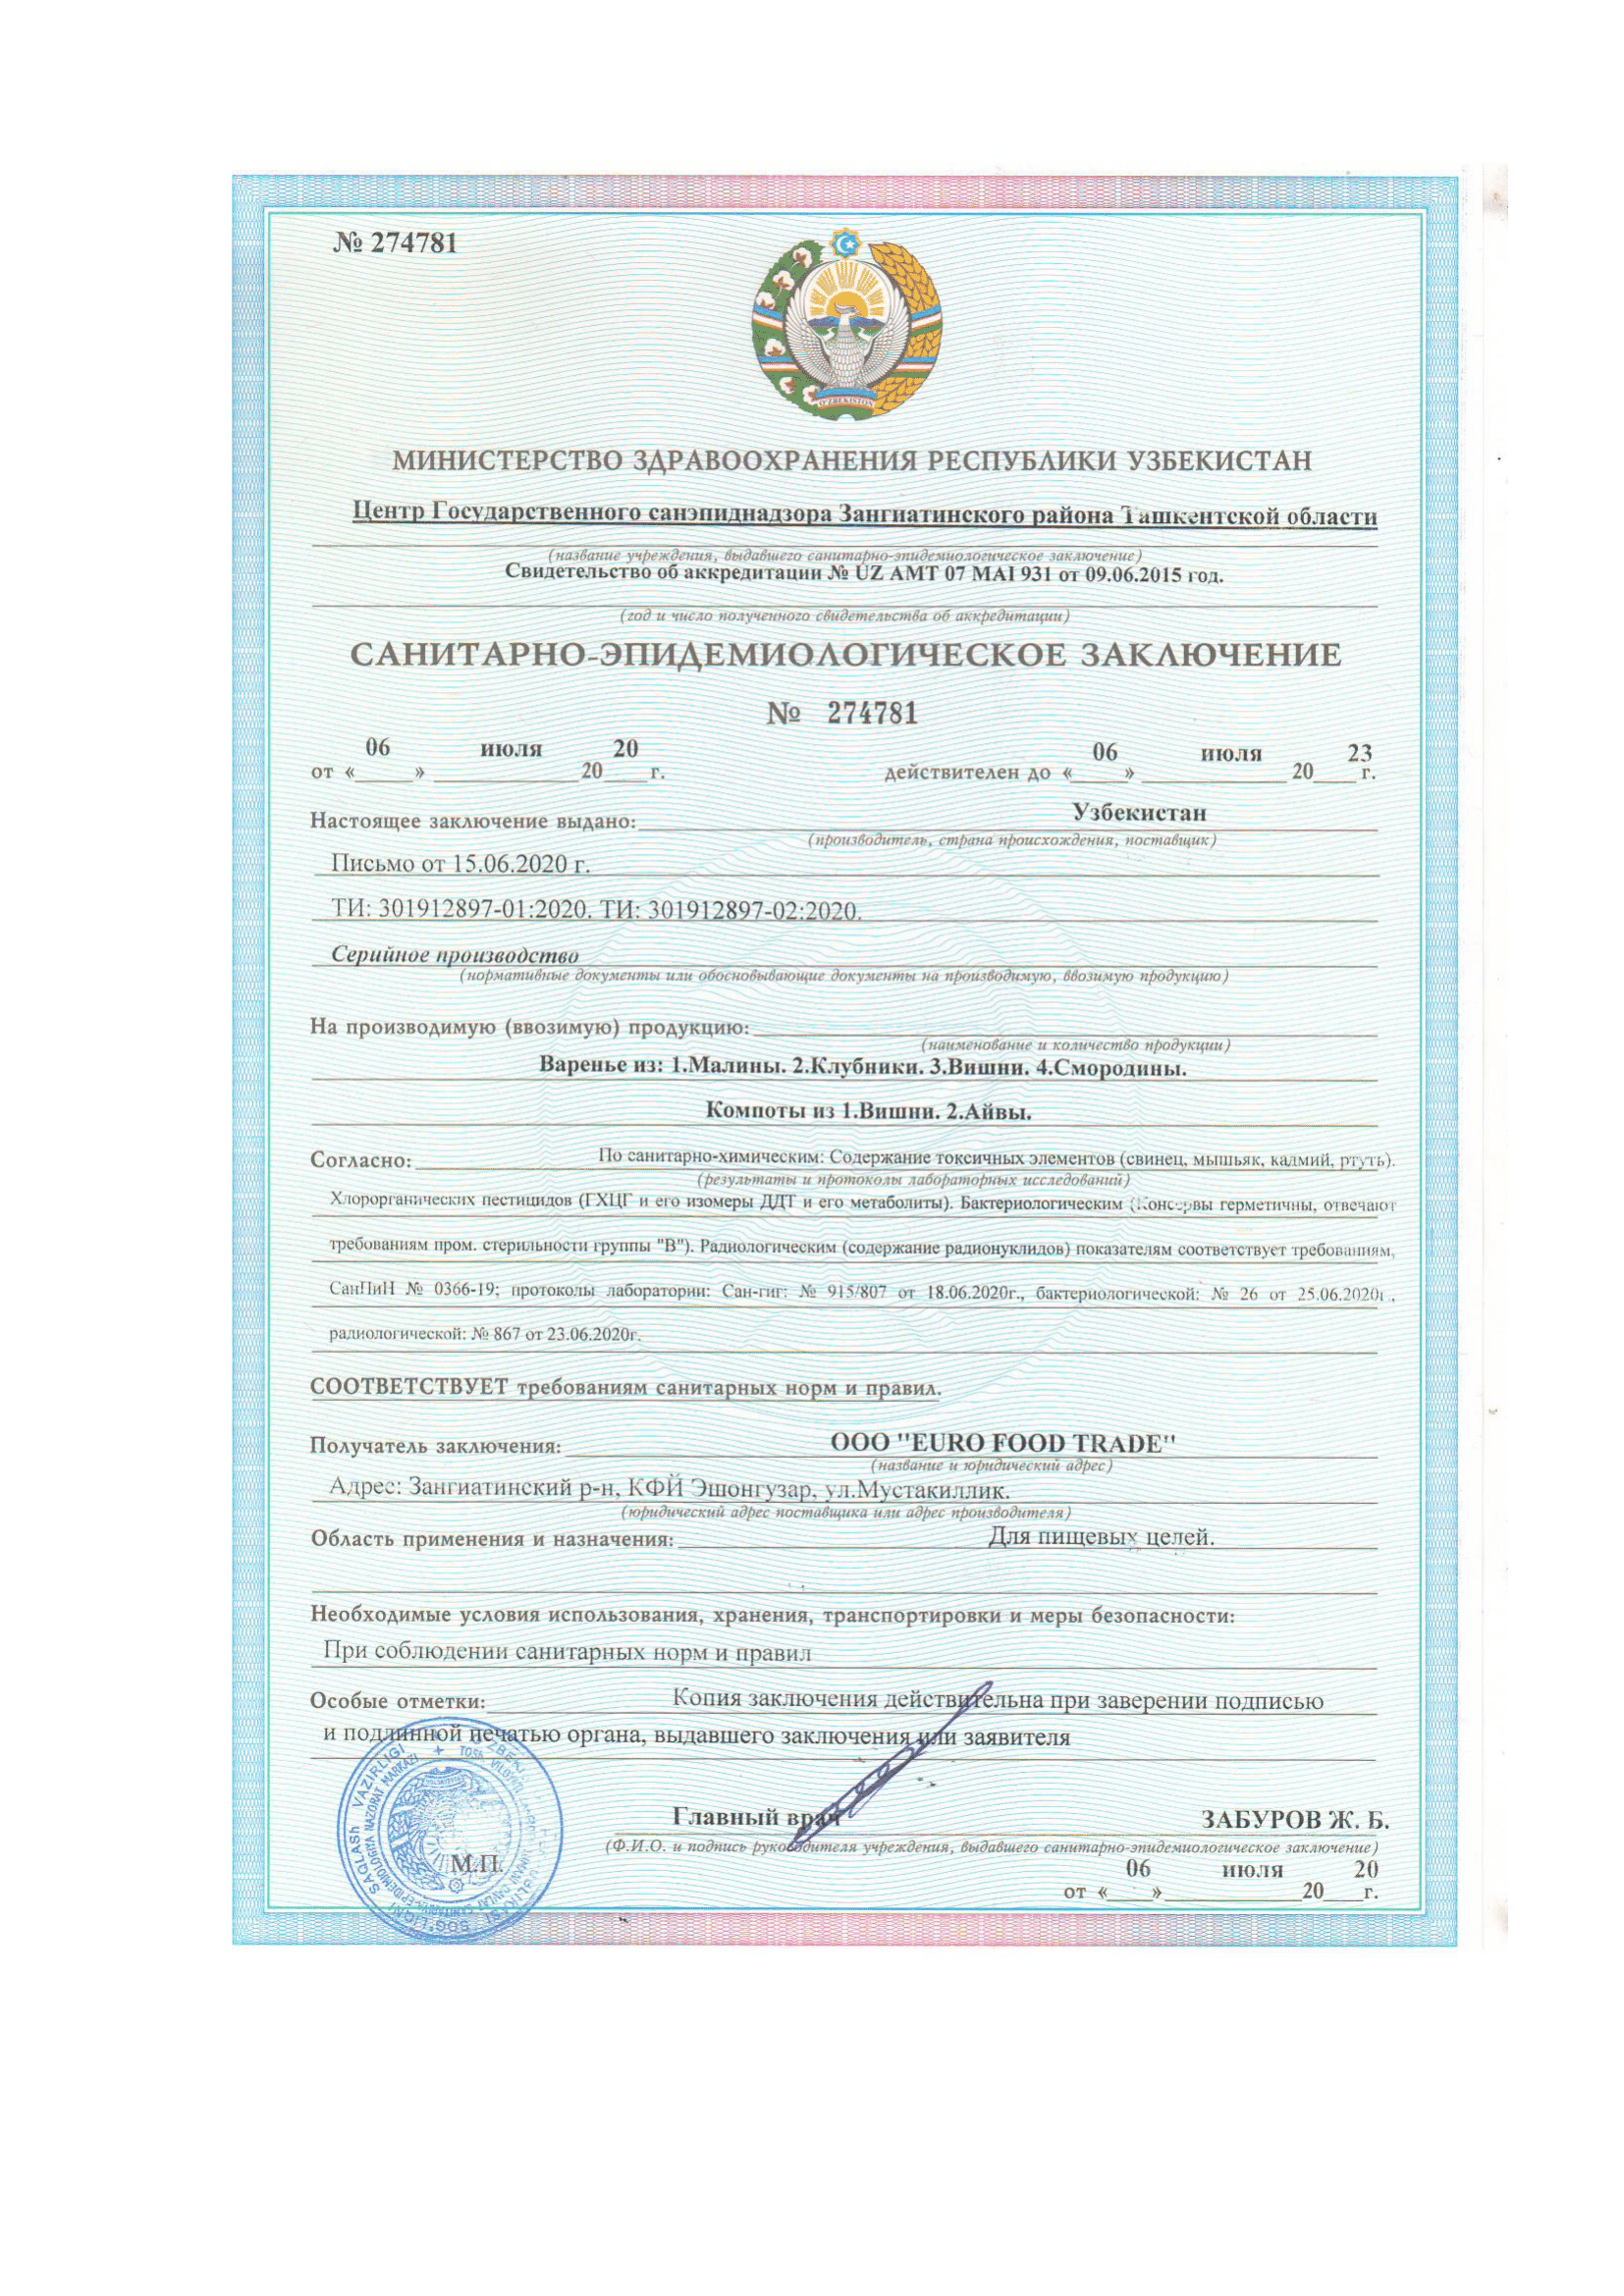 № 274781
O'ZBEKISTON
МИНИСТЕРСТВО ЗДРАВООХРАНЕНИЯ РЕСПУБЛИКИ УЗБЕКИСТАН
Центр Государственного санэпиднадзора Зангиатинского района Ташкентской области
(название учреждения, выдавшего санитарно-эпидемиологическое заключение)
Свидетельство об аккредитации № UZ AMT 07 MAI 931 от 09.06.2015 год.
(год и число полученного свидетельства об аккредитации)
САНИТАРНО-ЭПИДЕМИОЛОГИЧЕСКОЕ ЗАКЛЮЧЕНИЕ
№ 274781
от «06» июля 2020 г. действителен до «06» июля 2023 г.
Настоящее заключение выдано: Узбекистан
(производитель, страна происхождения, поставщик)
Письмо от 15.06.2020 г.
ТИ: 301912897-01:2020. ТИ: 301912897-02:2020.
Серийное производство
(нормативные документы или обосновывающие документы на производимую, ввозимую продукцию)
На производимую (ввозимую) продукцию:
(наименование и количество продукции)
Варенье из: 1.Малины. 2.Клубники. 3.Вишни. 4.Смородины.
Компоты из 1.Вишни. 2.Айвы.
Согласно: По санитарно-химическим: Содержание токсичных элементов (свинец, мышьяк, кадмий, ртуть).
(результаты и протоколы лабораторных исследований)
Хлорорганических пестицидов (ГХЦГ и его изомеры ДДТ и его метаболиты). Бактериологическим (Консервы герметичны, отвечают
требованиям пром. стерильности группы "В"). Радиологическим (содержание радионуклидов) показателям соответствует требованиям,
СанПиН № 0366-19; протоколы лаборатории: Сан-гиг: № 915/807 от 18.06.2020г., бактериологической: № 26 от 25.06.2020г.,
радиологической: № 867 от 23.06.2020г.
СООТВЕТСТВУЕТ требованиям санитарных норм и правил.
Получатель заключения: ООО "EURO FOOD TRADE"
(название и юридический адрес)
Адрес: Зангиатинский р-н, КФЙ Эшонгузар, ул.Мустакиллик.
(юридический адрес поставщика или адрес производителя)
Область применения и назначения: Для пищевых целей.
Необходимые условия использования, хранения, транспортировки и меры безопасности:
При соблюдении санитарных норм и правил
Особые отметки: Копия заключения действительна при заверении подписью
и подлинной печатью органа, выдавшего заключения или заявителя
Главный врач ЗАБУРОВ Ж. Б.
(Ф.И.О. и подпись руководителя учреждения, выдавшего санитарно-эпидемиологическое заключение)
М.П.
от «06» июля 2020 г.
SOG'LIQNI SAQLASH VAZIRLIGI
NAZORAT MARKAZI